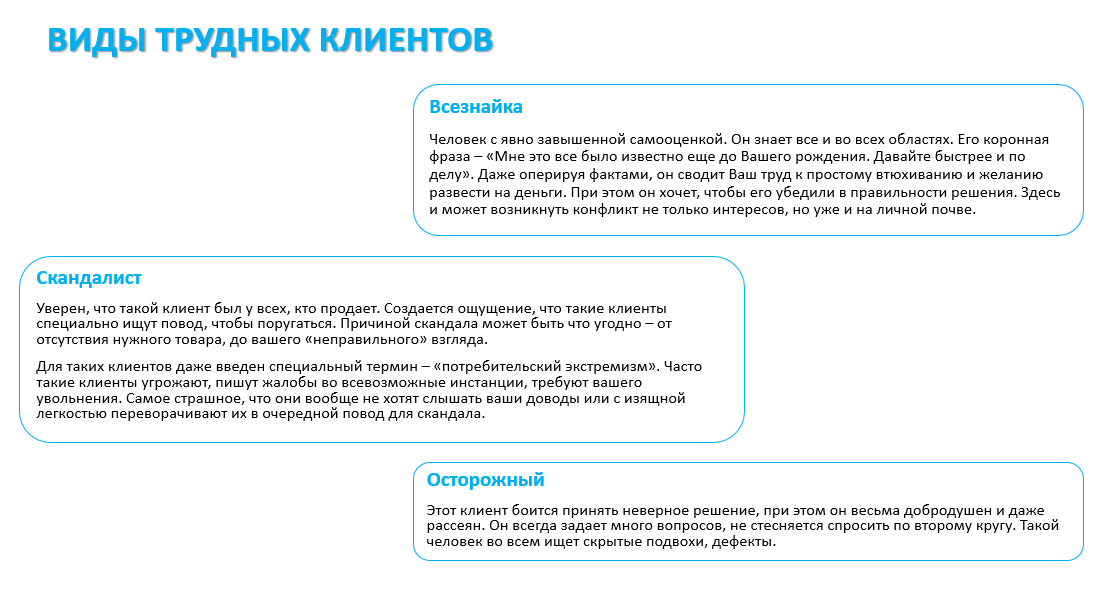 ВИДЫ ТРУДНЫХ КЛИЕНТОВ
Всезнайка
Человек с явно завышенной самооценкой. Он знает все и во всех областях. Его коронная
фраза – «Мне это все было известно еще до Вашего рождения. Давайте быстрее и по
делу». Даже оперируя фактами, он сводит Ваш труд к простому втюхиванию и желанию
развести на деньги. При этом он хочет, чтобы его убедили в правильности решения. Здесь
и может возникнуть конфликт не только интересов, но уже и на личной почве.
Скандалист
Уверен, что такой клиент был у всех, кто продает. Создается ощущение, что такие клиенты
специально ищут повод, чтобы поругаться. Причиной скандала может быть что угодно – от
отсутствия нужного товара, до вашего «неправильного» взгляда.
Для таких клиентов даже введен специальный термин – «потребительский экстремизм». Часто
такие клиенты угрожают, пишут жалобы во всевозможные инстанции, требуют вашего
увольнения. Самое страшное, что они вообще не хотят слышать ваши доводы или с изящной
легкостью переворачивают их в очередной повод для скандала.
Осторожный
Этот клиент боится принять неверное решение, при этом он весьма добродушен и даже
рассеян. Он всегда задает много вопросов, не стесняется спросить по второму кругу. Такой
человек во всем ищет скрытые подвохи, дефекты.